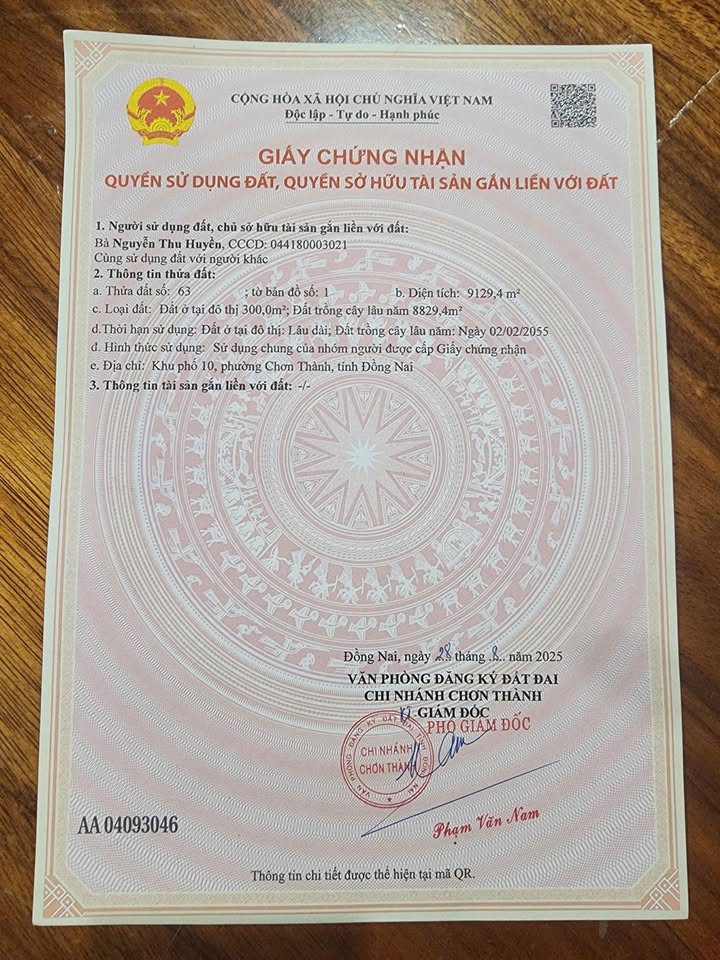 CỘNG HÒA XÃ HỘI CHỦ NGHĨA VIỆT NAM
Độc lập - Tự do - Hạnh phúc
GIẤY CHỨNG NHẬN
QUYỀN SỬ DỤNG ĐẤT, QUYỀN SỞ HỮU TÀI SẢN GẮN LIỀN VỚI ĐẤT
1. Người sử dụng đất, chủ sở hữu tài sản gắn liền với đất:
Bà Nguyễn Thu Huyền, CCCD: 044180003021
Cùng sử dụng đất với người khác
2. Thông tin thửa đất:
a. Thửa đất số: 63 ; tờ bản đồ số: 1 b. Diện tích: 9129,4 m²
c. Loại đất: Đất ở tại đô thị 300,0m²; Đất trồng cây lâu năm 8829,4m²
d.Thời hạn sử dụng: Đất ở tại đô thị: Lâu dài; Đất trồng cây lâu năm: Ngày 02/02/2055
đ. Hình thức sử dụng: Sử dụng chung của nhóm người được cấp Giấy chứng nhận
e. Địa chỉ: Khu phố 10, phường Chơn Thành, tỉnh Đồng Nai
3. Thông tin tài sản gắn liền với đất: -/-
Đồng Nai, ngày 28 tháng 8 năm 2025
VĂN PHÒNG ĐĂNG KÝ ĐẤT ĐAI
CHI NHÁNH CHƠN THÀNH
GIÁM ĐỐC
PHÓ GIÁM ĐỐC
VĂN PHÒNG ĐĂNG KÝ ĐẤT ĐAI TỈNH ĐỒNG NAI
CHI NHÁNH
CHƠN THÀNH
Phạm Văn Nam
AA 04093046
Thông tin chi tiết được thể hiện tại mã QR.